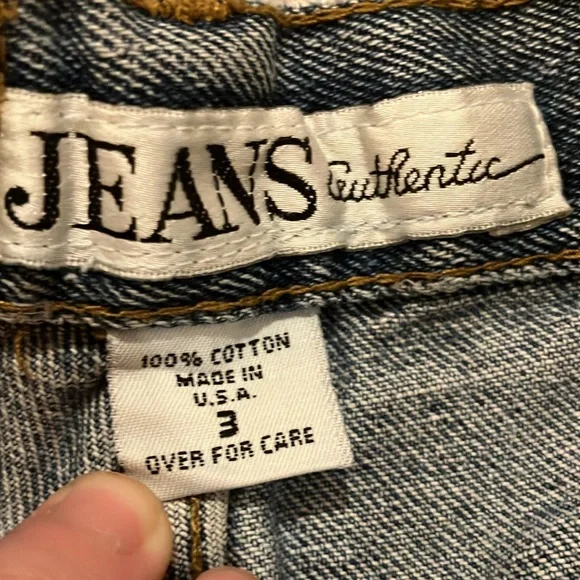 JEANS Authentic
100% COTTON
MADE IN
U.S.A.
3
OVER FOR CARE